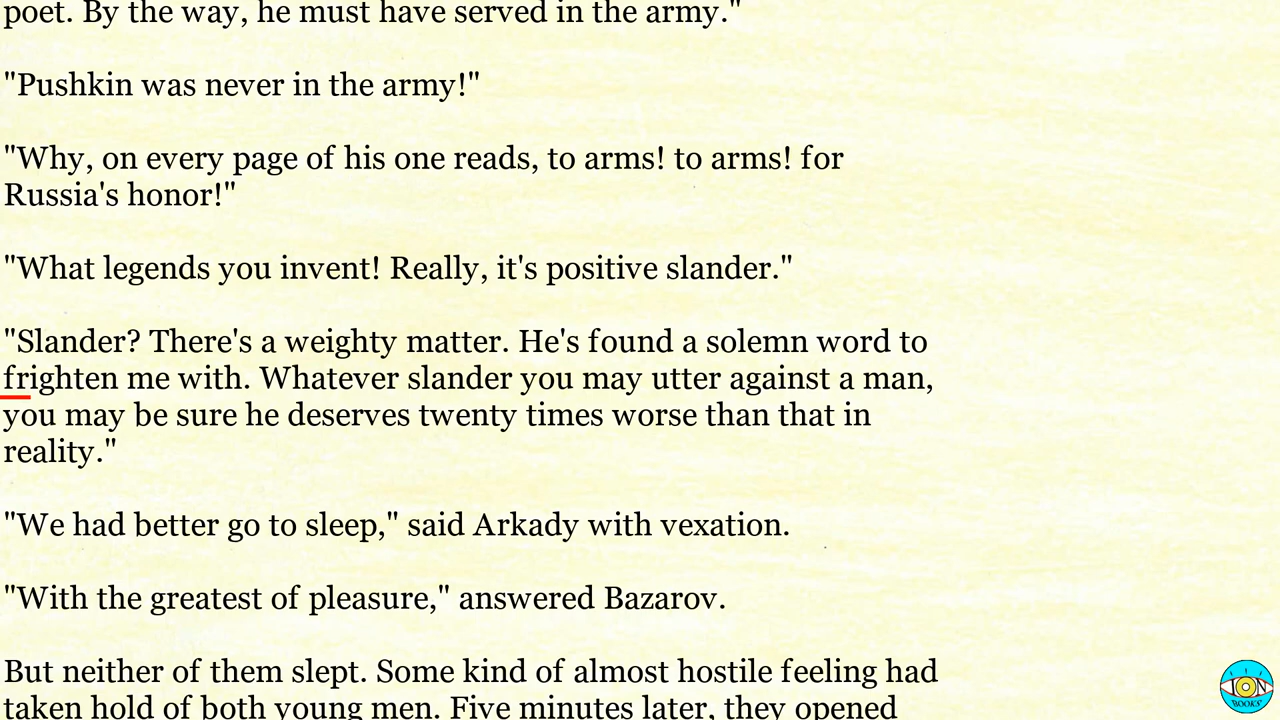 poet. By the way, he must have served in the army."
"Pushkin was never in the army!"
"Why, on every page of his one reads, to arms! to arms! for
Russia's honor!"
"What legends you invent! Really, it's positive slander."
"Slander? There's a weighty matter. He's found a solemn word to
frighten me with. Whatever slander you may utter against a man,
you may be sure he deserves twenty times worse than that in
reality."
"We had better go to sleep," said Arkady with vexation.
"With the greatest of pleasure," answered Bazarov.
But neither of them slept. Some kind of almost hostile feeling had
taken hold of both young men. Five minutes later, they opened
ION
BOOKS